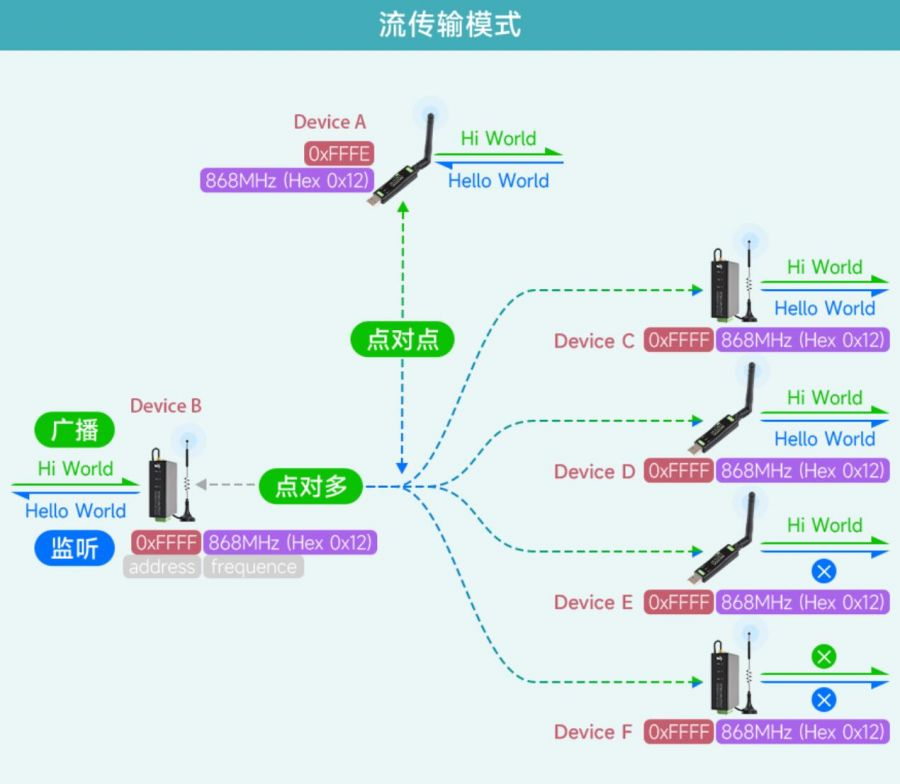 流传输模式
Device A
0xFFFE
868MHz (Hex 0x12)
Hi World
Hello World
点对点
Hi World
Hello World
Device C 0xFFFF 868MHz (Hex 0x12)
Hi World
Hello World
Device D 0xFFFF 868MHz (Hex 0x12)
Device B
广播
Hi World
Hello World
监听
点对多
0xFFFF 868MHz (Hex 0x12)
address frequence
Hi World
Device E 0xFFFF 868MHz (Hex 0x12)
Device F 0xFFFF 868MHz (Hex 0x12)